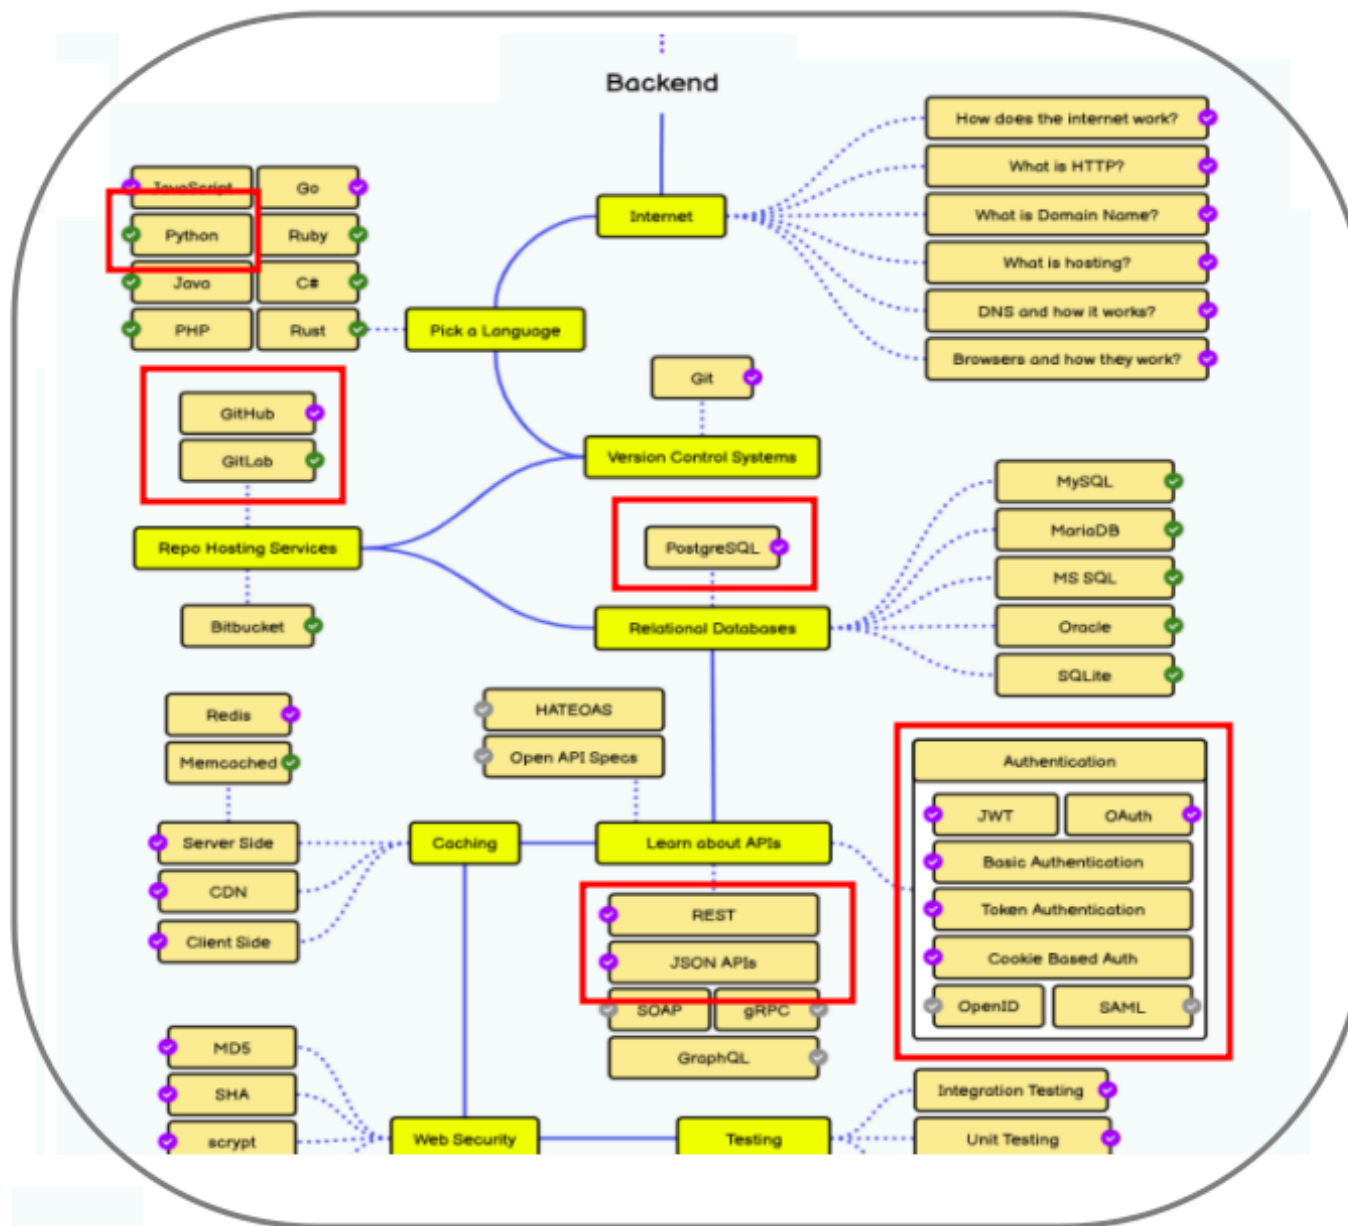 Backend
How does the internet work?
What is HTTP?
What is Domain Name?
What is hosting?
DNS and how it works?
Browsers and how they work?
Internet
JavaScript
Go
Python
Ruby
Java
C#
PHP
Rust
Pick a Language
Git
GitHub
GitLab
Version Control Systems
Repo Hosting Services
Bitbucket
PostgreSQL
Relational Databases
MySQL
MariaDB
MS SQL
Oracle
SQLite
Redis
Memcached
HATEOAS
Open API Specs
Server Side
CDN
Client Side
Caching
Learn about APIs
REST
JSON APIs
SOAP
gRPC
GraphQL
Authentication
JWT
OAuth
Basic Authentication
Token Authentication
Cookie Based Auth
OpenID
SAML
MD5
SHA
scrypt
Web Security
Testing
Integration Testing
Unit Testing